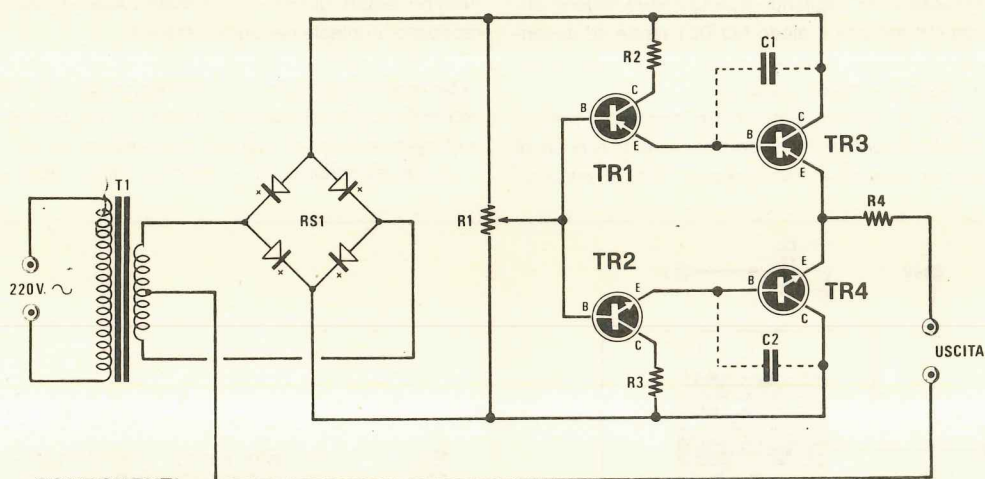 C1
R2
C
B
E
TR1
C
B
E
TR3
T1
RS1
R1
R4
220V. ~
TR2
E
B
C
E
B
C
TR4
C2
R3
USCITA